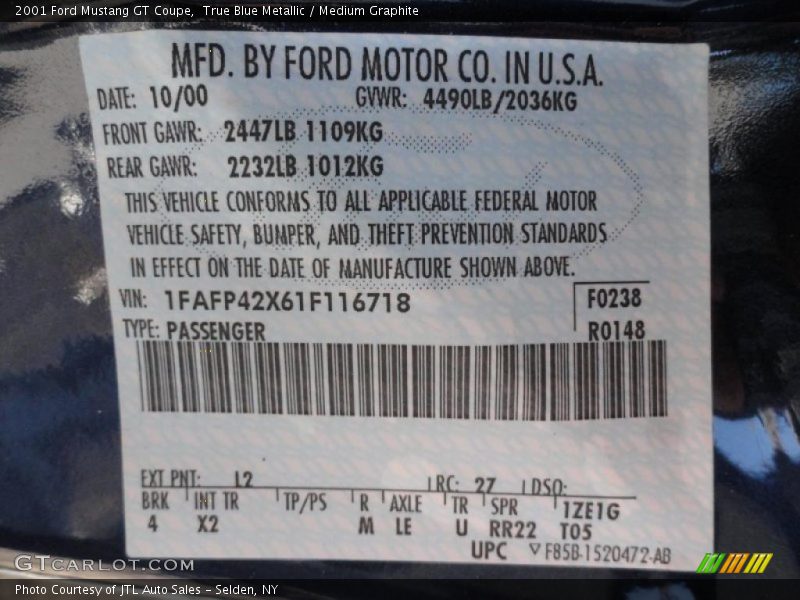 2001 Ford Mustang GT Coupe, True Blue Metallic / Medium Graphite
MFD. BY FORD MOTOR CO. IN U.S.A.
DATE: 10/00 GVWR: 4490LB/2036KG
FRONT GAWR: 2447LB 1109KG
REAR GAWR: 2232LB 1012KG
THIS VEHICLE CONFORMS TO ALL APPLICABLE FEDERAL MOTOR
VEHICLE SAFETY, BUMPER, AND THEFT PREVENTION STANDARDS
IN EFFECT ON THE DATE OF MANUFACTURE SHOWN ABOVE.
VIN: 1FAFP42X61F116718 F0238
TYPE: PASSENGER R0148
EXT PNT: L2 RC: 27 DSO:
BRK INT TR TP/PS R AXLE TR SPR 1ZE1G
4 X2 M LE U RR22 T05
UPC ▽F85B-1520472-AB
GTCARLOT.COM
Photo Courtesy of JTL Auto Sales - Selden, NY